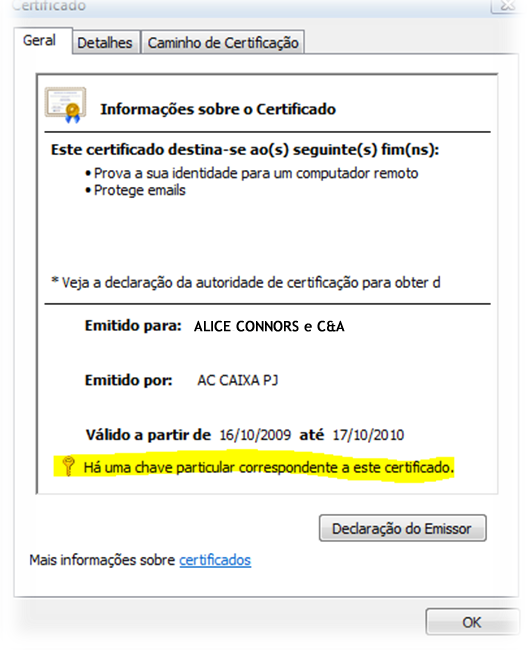 Certificado
Geral
Detalhes
Caminho de Certificação
Informações sobre o Certificado
Este certificado destina-se ao(s) seguinte(s) fim(ns):
• Prova a sua identidade para um computador remoto
• Protege emails
* Veja a declaração da autoridade de certificação para obter d
Emitido para: ALICE CONNORS e C&A
Emitido por: AC CAIXA PJ
Válido a partir de 16/10/2009 até 17/10/2010
Há uma chave particular correspondente a este certificado.
Declaração do Emissor
Mais informações sobre certificados
OK